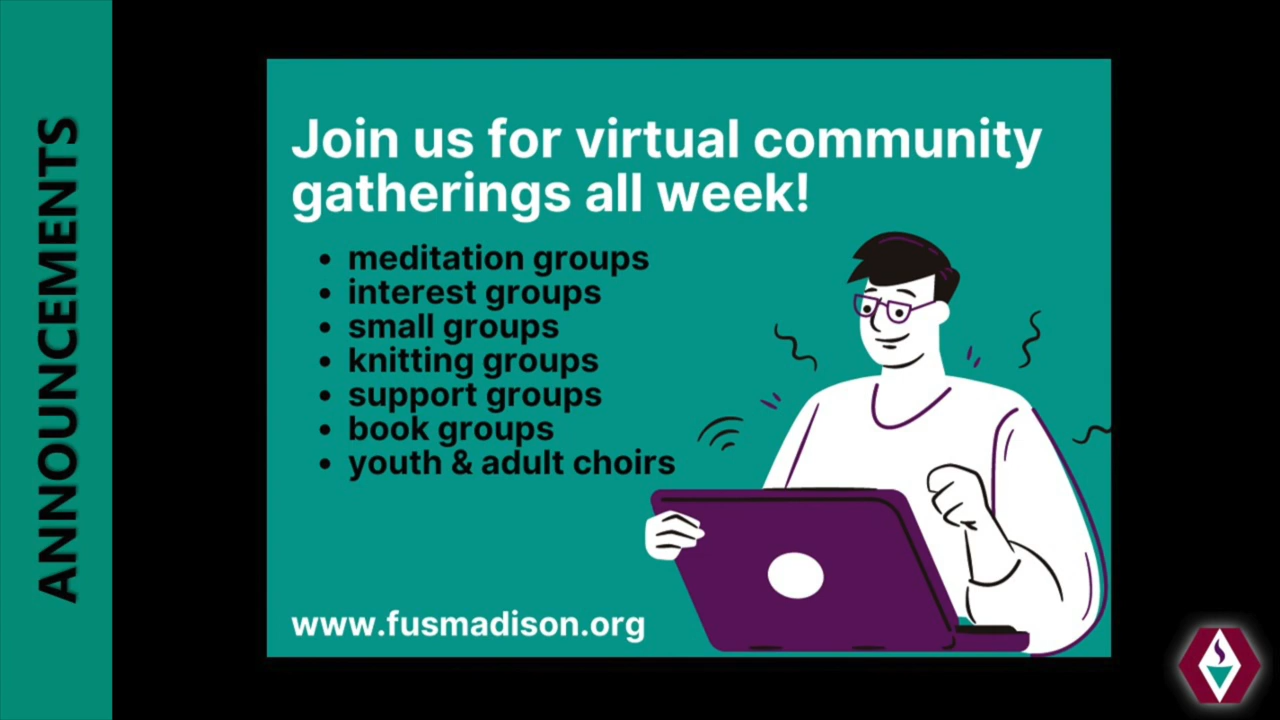 ANNOUNCEMENTS
Join us for virtual community
gatherings all week!
• meditation groups
• interest groups
• small groups
• knitting groups
• support groups
• book groups
• youth & adult choirs
www.fusmadison.org